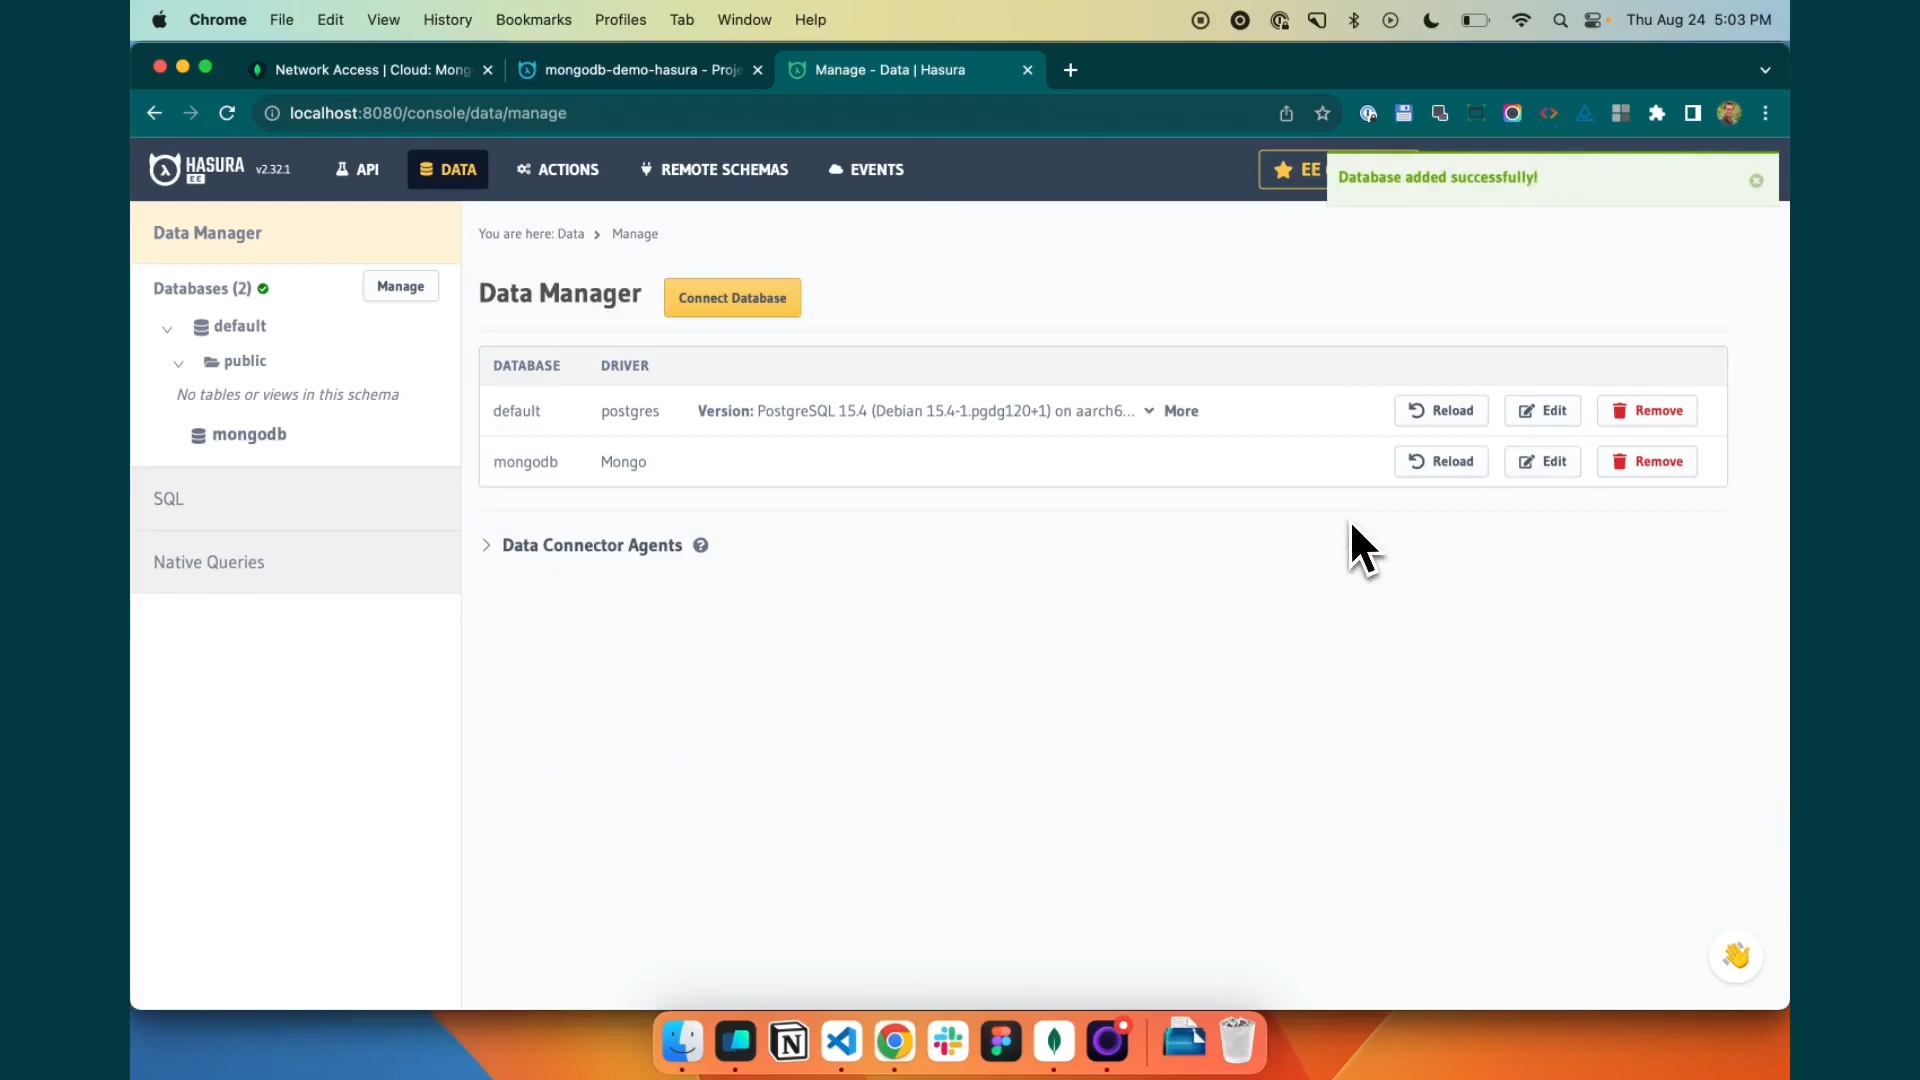 Chrome File Edit View History Bookmarks Profiles Tab Window Help Thu Aug 24 5:03 PM
Network Access | Cloud: Mong mongodb-demo-hasura - Proje Manage - Data | Hasura
localhost:8080/console/data/manage
HASURA EE v2.32.1 API DATA ACTIONS REMOTE SCHEMAS EVENTS EE
Database added successfully!
Data Manager
Databases (2) Manage
default
public
No tables or views in this schema
mongodb
SQL
Native Queries
You are here: Data > Manage
Data Manager Connect Database
DATABASE DRIVER
default postgres Version: PostgreSQL 15.4 (Debian 15.4-1.pgdg120+1) on aarch6... More Reload Edit Remove
mongodb Mongo Reload Edit Remove
Data Connector Agents